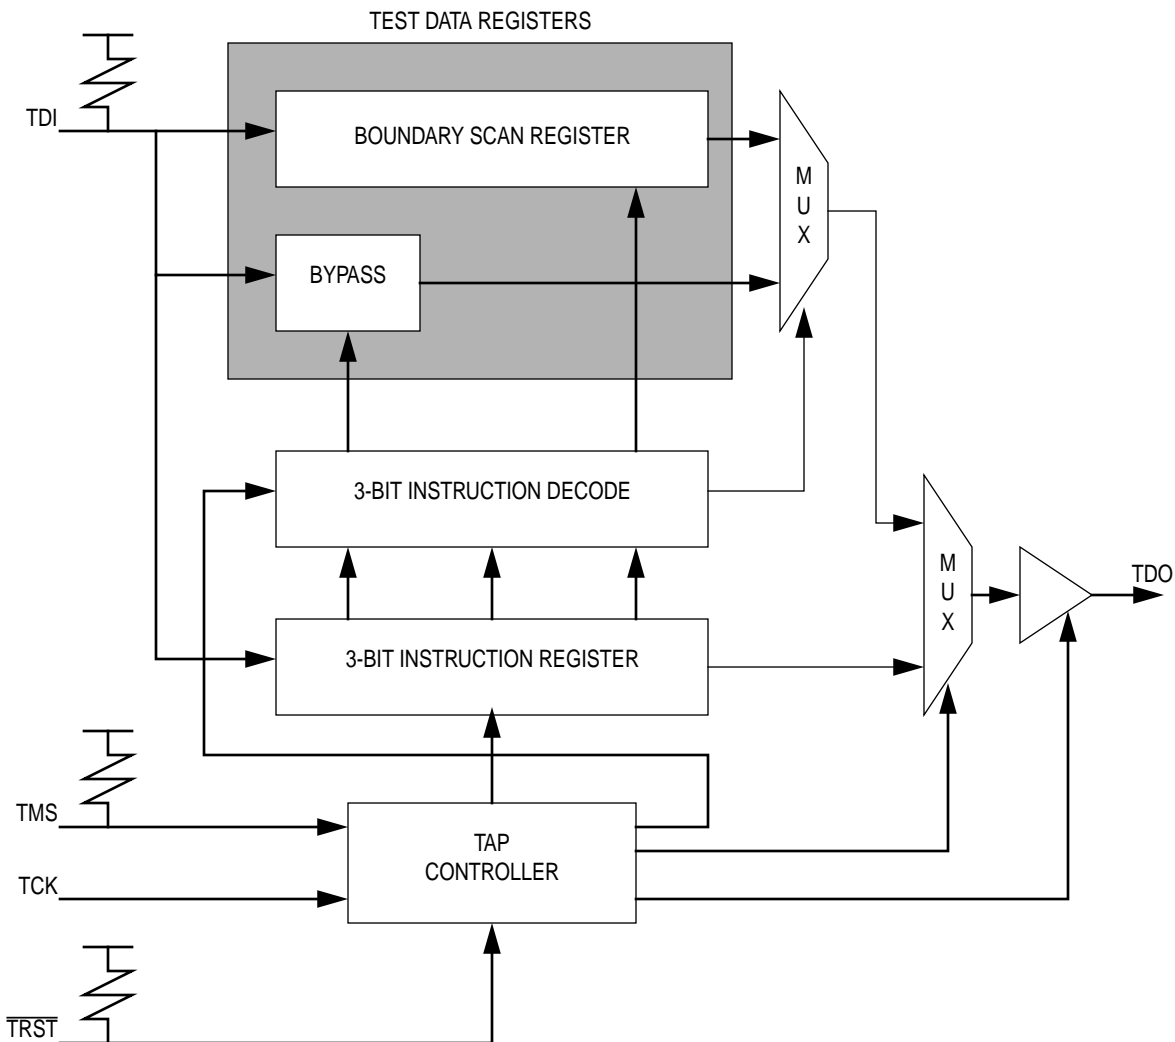 TEST DATA REGISTERS
TDI
BOUNDARY SCAN REGISTER
M
U
X
BYPASS
3-BIT INSTRUCTION DECODE
M
U
X
TDO
3-BIT INSTRUCTION REGISTER
TMS
TAP
CONTROLLER
TCK
TRST